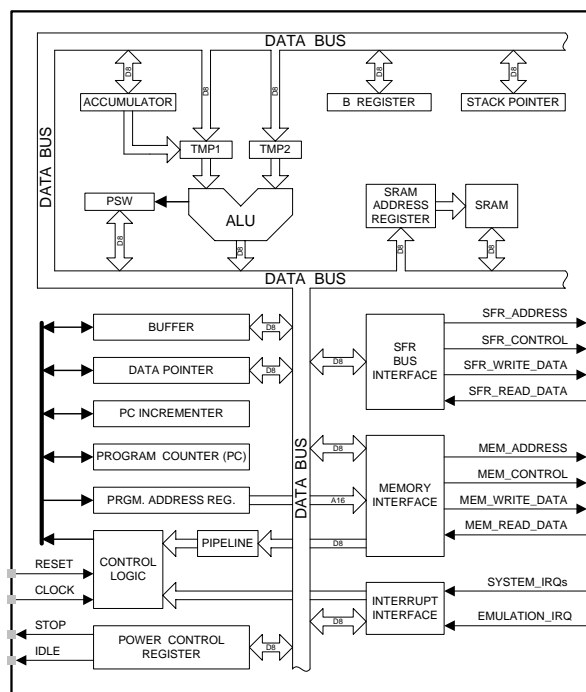 DATA BUS
D8
D8
D8
D8
D8
ACCUMULATOR
B REGISTER
STACK POINTER
DATA BUS
TMP1
TMP2
PSW
ALU
SRAM
ADDRESS
REGISTER
SRAM
D8
D8
D8
D8
DATA BUS
BUFFER
D8
DATA POINTER
D8
PC INCREMENTER
PROGRAM COUNTER (PC)
PRGM. ADDRESS REG.
A16
DATA BUS
D8
SFR
BUS
INTERFACE
SFR_ADDRESS
SFR_CONTROL
SFR_WRITE_DATA
SFR_READ_DATA
D8
MEMORY
INTERFACE
MEM_ADDRESS
MEM_CONTROL
MEM_WRITE_DATA
MEM_READ_DATA
RESET
CLOCK
CONTROL
LOGIC
PIPELINE
D8
STOP
IDLE
POWER CONTROL
REGISTER
D8
D8
INTERRUPT
INTERFACE
SYSTEM_IRQs
EMULATION_IRQ